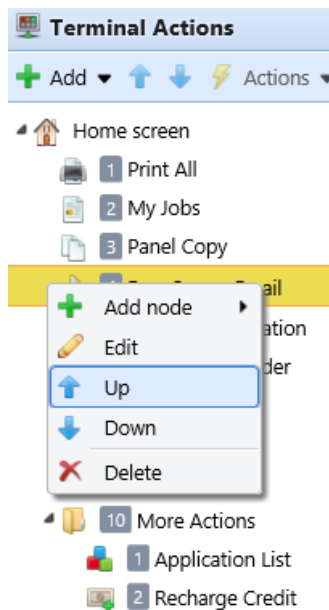 Terminal Actions
Add Actions
Home screen
1 Print All
2 My Jobs
3 Panel Copy
Add node
Edit
Up
Down
Delete
10 More Actions
1 Application List
2 Recharge Credit